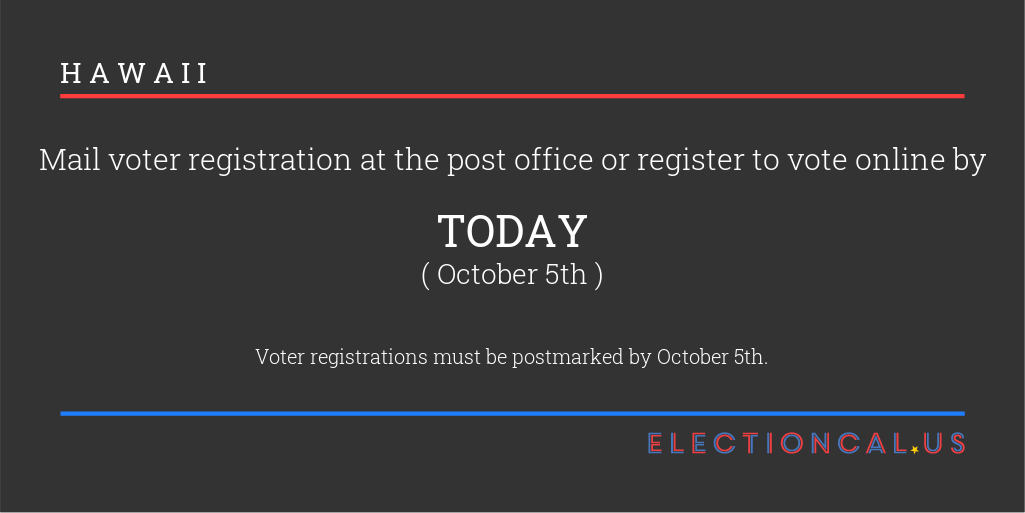 HAWAII
Mail voter registration at the post office or register to vote online by
TODAY
( October 5th )
Voter registrations must be postmarked by October 5th.
ELECTIONCAL.US